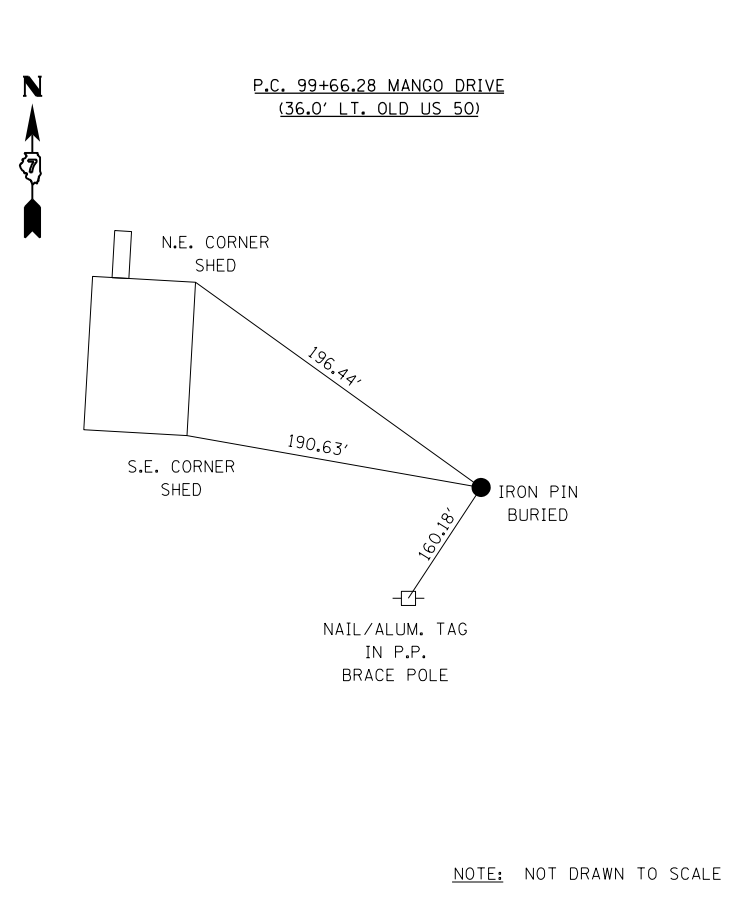 P.C. 99+66.28 MANGO DRIVE
(36.0' LT. OLD US 50)
N
7
N.E. CORNER
SHED
196.44'
190.63'
S.E. CORNER
SHED
IRON PIN
BURIED
160.18'
NAIL/ALUM. TAG
IN P.P.
BRACE POLE
NOTE: NOT DRAWN TO SCALE